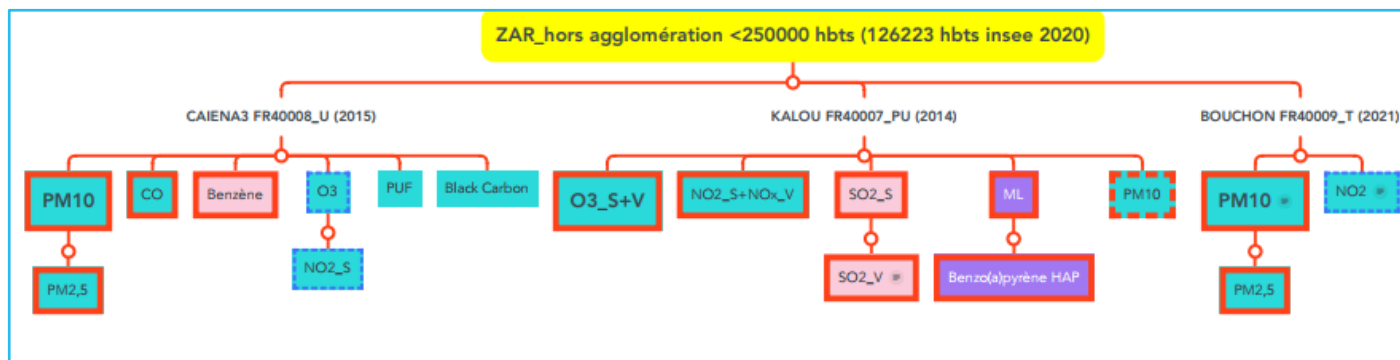 ZAR_hors agglomération <250000 hbts (126223 hbts insee 2020)
CAIENA3 FR40008_U (2015)
KALOU FR40007_PU (2014)
BOUCHON FR40009_T (2021)
PM10
CO
Benzène
O3
PUF
Black Carbon
O3_S+V
NO2_S+NOx_V
SO2_S
ML
PM10
PM10
NO2
PM2,5
NO2_S
SO2_V
Benzo(a)pyrène HAP
PM2,5